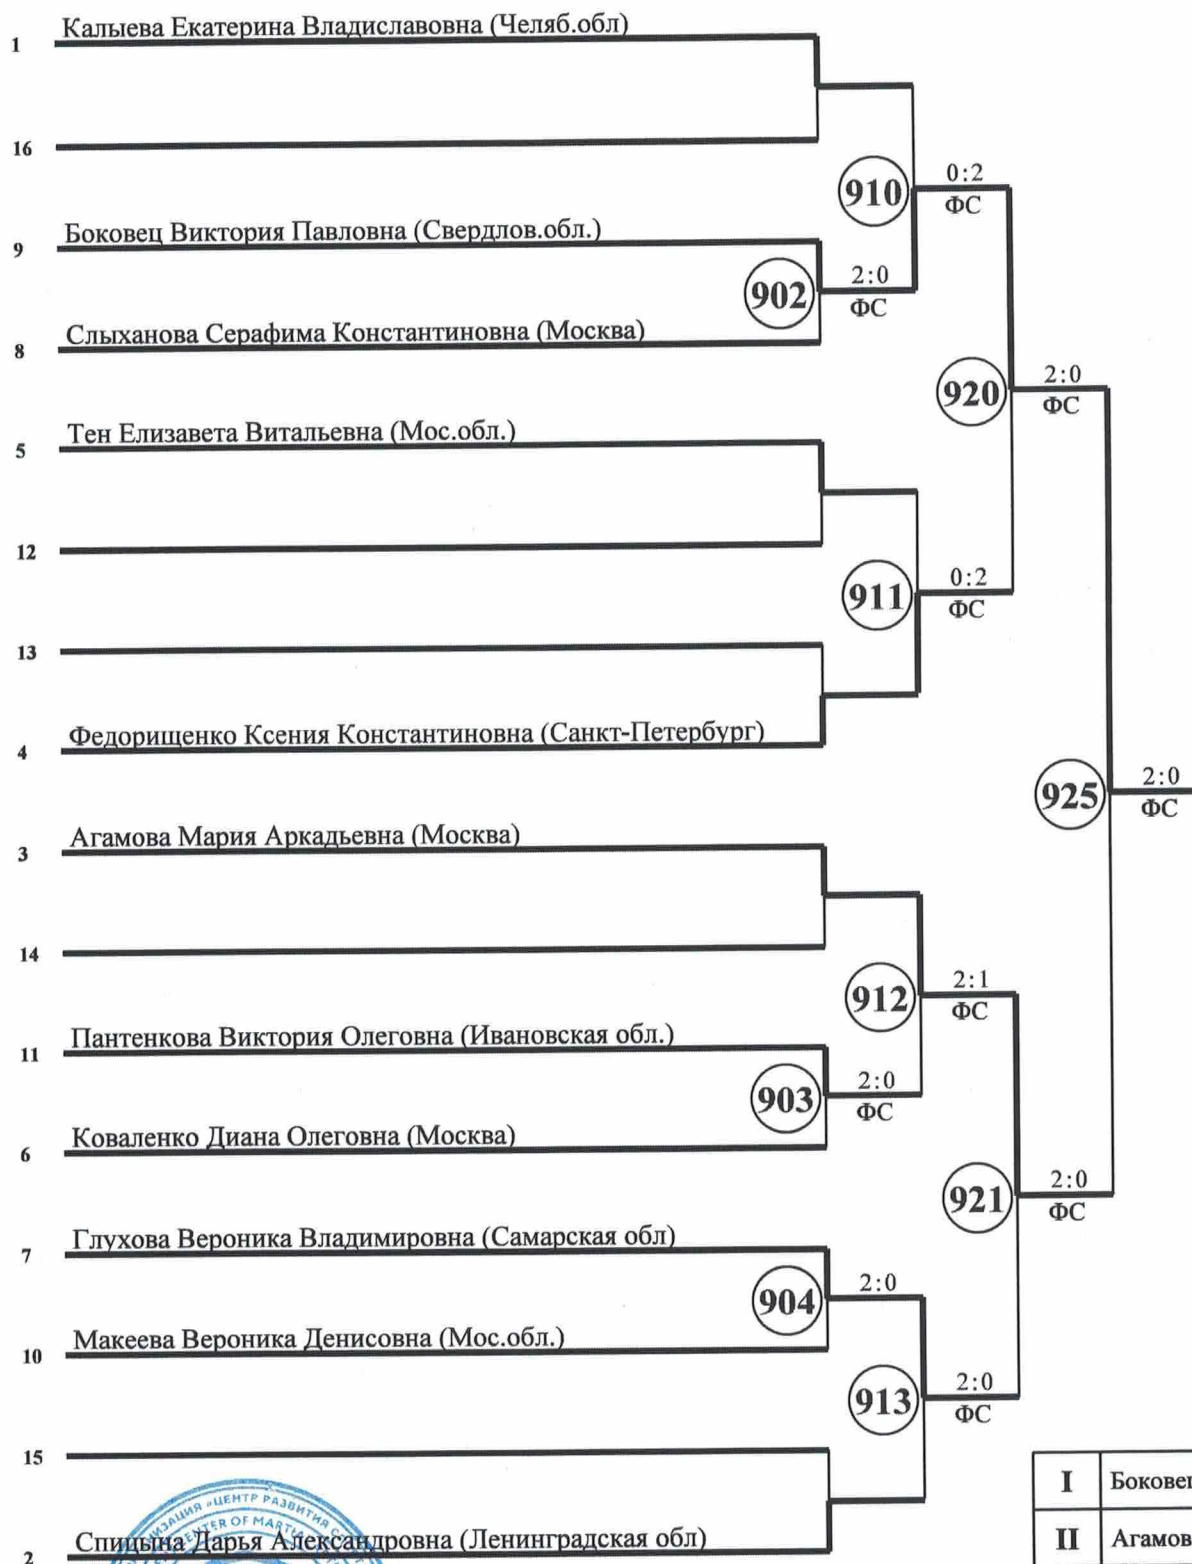 Калыева Екатерина Владиславовна (Челяб.обл)
1
16
910
0:2
ФС
Боковец Виктория Павловна (Свердлов.обл.)
9
902
2:0
ФС
Слыханова Серафима Константиновна (Москва)
8
920
2:0
ФС
Тен Елизавета Витальевна (Мос.обл.)
5
12
911
0:2
ФС
13
Федорищенко Ксения Константиновна (Санкт-Петербург)
4
925
2:0
ФС
Агамова Мария Аркадьевна (Москва)
3
14
912
2:1
ФС
Пантенкова Виктория Олеговна (Ивановская обл.)
11
903
2:0
ФС
Коваленко Диана Олеговна (Москва)
6
921
2:0
ФС
Глухова Вероника Владимировна (Самарская обл)
7
904
2:0
Макеева Вероника Денисовна (Мос.обл.)
10
913
2:0
ФС
15
I Боковец
II Агамов
«ЦЕНТР РАЗВИТИЯ
CENTER OF
Спицына Дарья Александровна (Ленинградская обл)
2